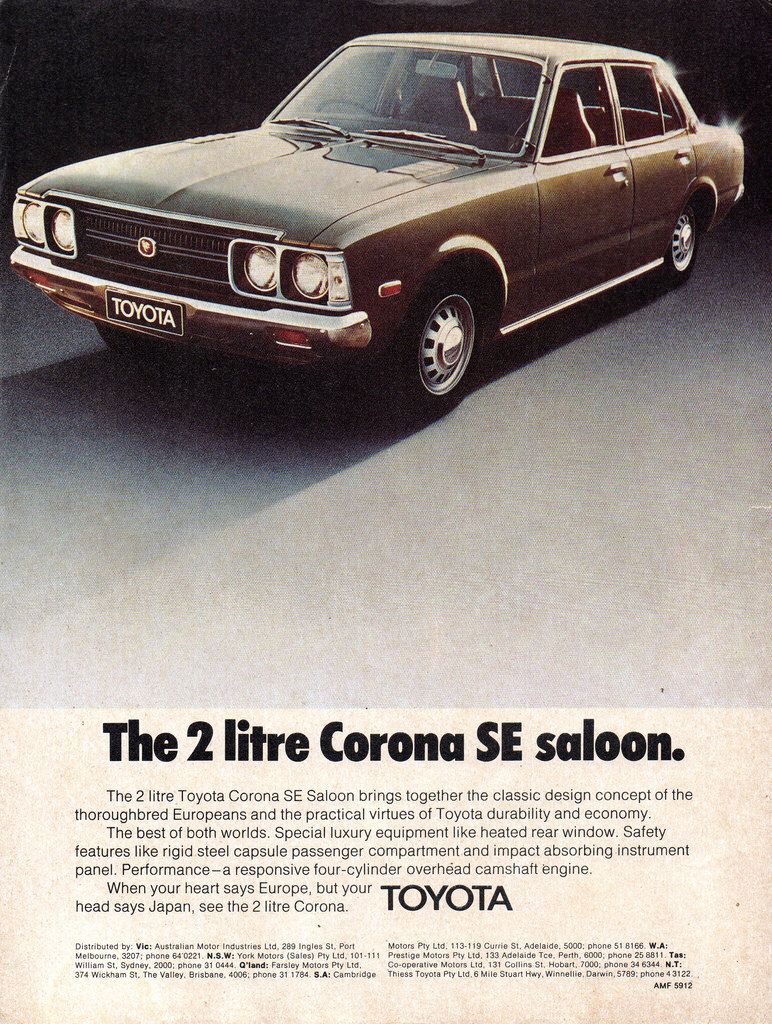 TOYOTA
The 2 litre Corona SE saloon.
The 2 litre Toyota Corona SE Saloon brings together the classic design concept of the
thoroughbred Europeans and the practical virtues of Toyota durability and economy.
The best of both worlds. Special luxury equipment like heated rear window. Safety
features like rigid steel capsule passenger compartment and impact absorbing instrument
panel. Performance—a responsive four-cylinder overhead camshaft engine.
When your heart says Europe, but your
head says Japan, see the 2 litre Corona.
TOYOTA
Distributed by: Vic: Australian Motor Industries Ltd, 289 Ingles St, Port
Melbourne, 3207; phone 64 0221. N.S.W: York Motors (Sales) Pty Ltd, 101-111
William St, Sydney, 2000; phone 31 0444. Q'land: Farsley Motors Pty Ltd,
374 Wickham St, The Valley, Brisbane, 4006; phone 31 1784. S.A: Cambridge
Motors Pty Ltd, 113-119 Currie St, Adelaide, 5000; phone 51 8166. W.A:
Prestige Motors Pty Ltd, 133 Adelaide Tce, Perth, 6000; phone 25 8811. Tas:
Co-operative Motors Ltd, 131 Collins St, Hobart, 7000; phone 34 6344. N.T:
Thiess Toyota Pty Ltd, 6 Mile Stuart Hwy, Winnellie, Darwin, 5789; phone 4 3122.
AMF 5912